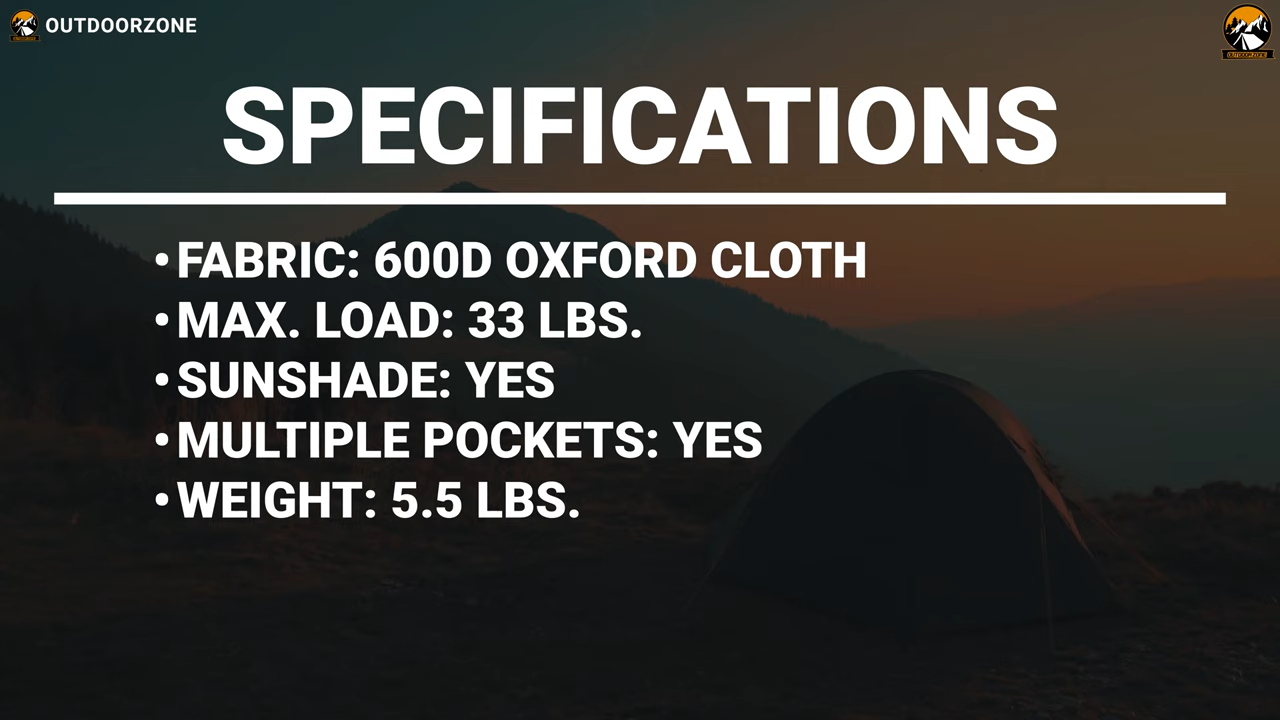 OUTDOORZONE
SPECIFICATIONS
• FABRIC: 600D OXFORD CLOTH
• MAX. LOAD: 33 LBS.
• SUNSHADE: YES
• MULTIPLE POCKETS: YES
• WEIGHT: 5.5 LBS.
OUTDOORZONE